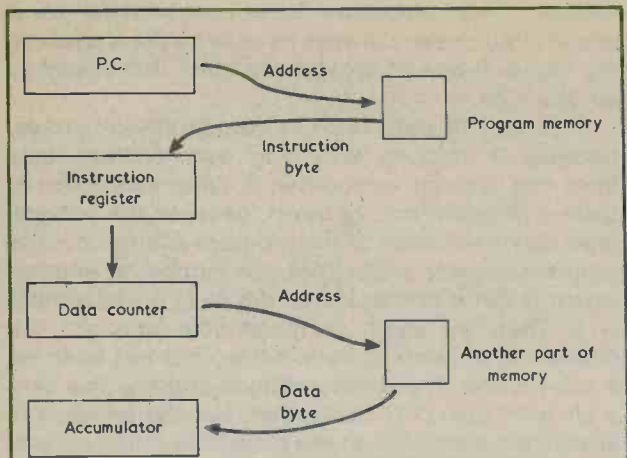 P.C.
Address
Program memory
Instruction
byte
Instruction
register
Data counter
Address
Another part of
memory
Data
byte
Accumulator